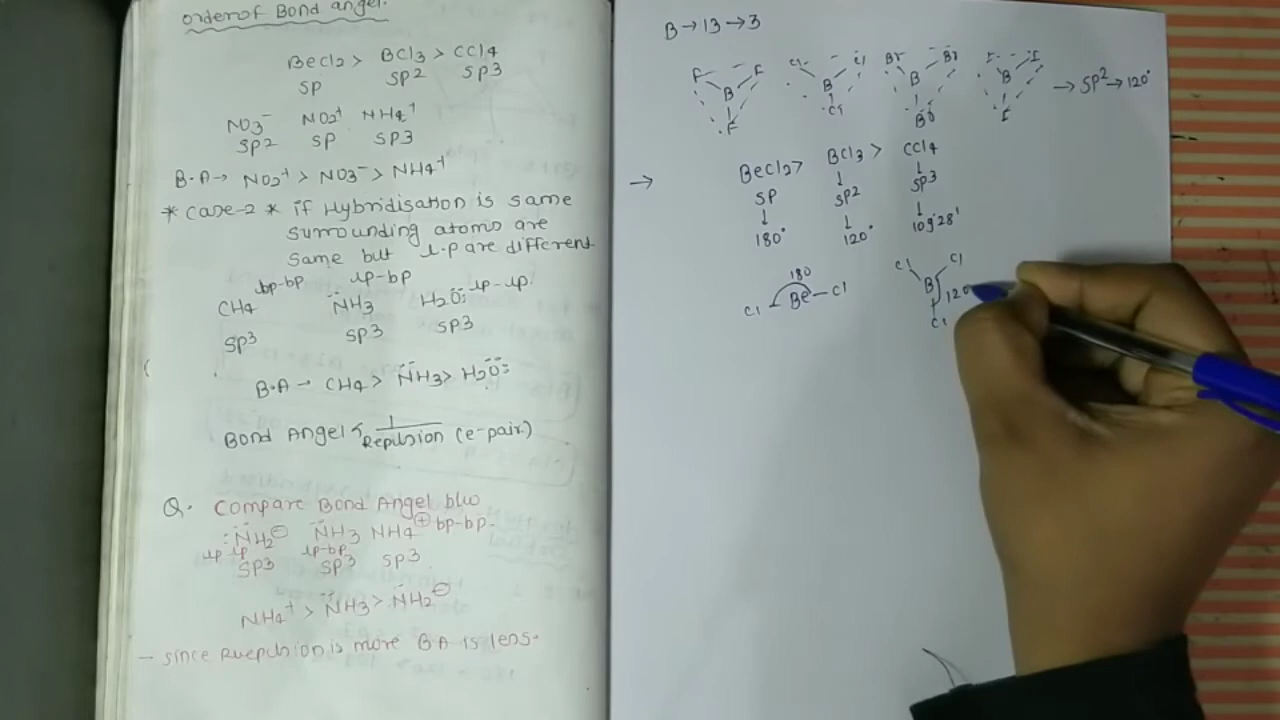 order of Bond angel.
BeCl2 > BCl3 > CCl4
SP SP2 SP3
NO3⁻ NO2⁺ NH4⁺
SP2 SP SP3
B.A → NO2⁺ > NO3⁻ > NH4⁺
* Case-2 * if Hybridisation is same
surrounding atoms are
same but l.p are different
bp-bp lp-bp lp-lp
CH4 NH3 H2O
SP3 SP3 SP3
B.A → CH4 > NH3 > H2O
Bond Angel ∝ 1/Repulsion (e-pair)
Q. Compare Bond Angel b/w
NH2⊖ NH3 NH4⊕ bp-bp.
lp lp lp-bp
SP3 SP3 SP3
NH4⁺ > NH3 > NH2⊖
- since Ruepulsion is more BA is less.
B → 13 → 3
F F Cl Cl Br Br I I
B B B B → SP2 → 120°
F Cl Br I
→ BeCl2 > BCl3 > CCl4
SP SP2 SP3
180° 120° 109°28'
180 Cl Cl
Cl Be - Cl B 120
Cl